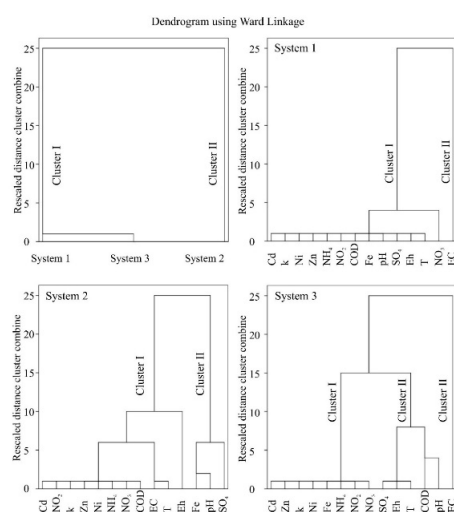 Dendrogram using Ward Linkage
Rescaled distance cluster combine
25
20
15
10
5
0
Cluster I
Cluster II
System 1
System 3
System 2
System 1
Rescaled distance cluster combine
25
20
15
10
5
0
Cluster I
Cluster II
Cd
k
Ni
Zn
NH₄
NO₂
COD
Fe
pH
SO₄
Eh
T
NO₃
EC
System 2
Rescaled distance cluster combine
25
20
15
10
5
0
Cluster I
Cluster II
Cd
NO₂
k
Zn
Ni
NH₄
NO₃
COD
EC
T
Eh
Fe
pH
SO₄
System 3
Rescaled distance cluster combine
25
20
15
10
5
0
Cluster I
Cluster II
Cluster II
Cd
Zn
k
Ni
Fe
NH₄
NO₂
NO₃
SO₄
Eh
T
COD
pH
EC